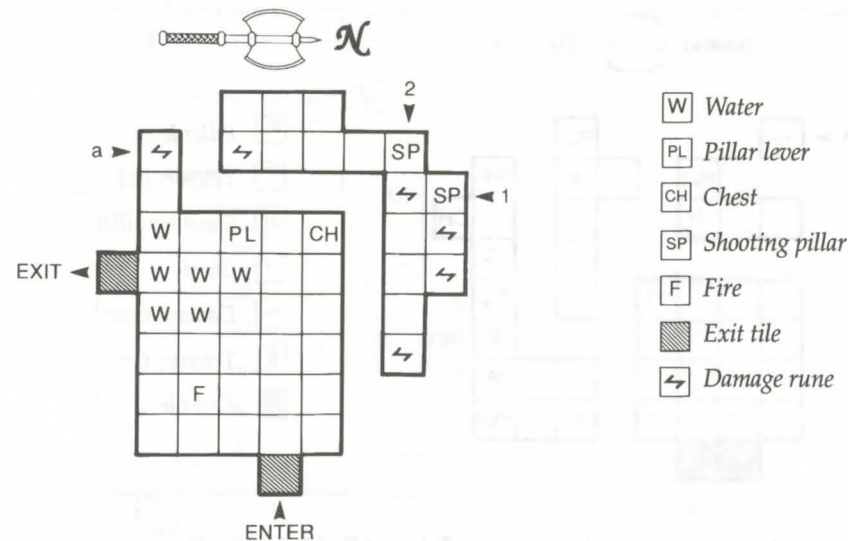 N
2
a
SP
SP
1
PL
CH
W
EXIT
W
W
W
W
W
F
ENTER
W Water
PL Pillar lever
CH Chest
SP Shooting pillar
F Fire
Exit tile
Damage rune